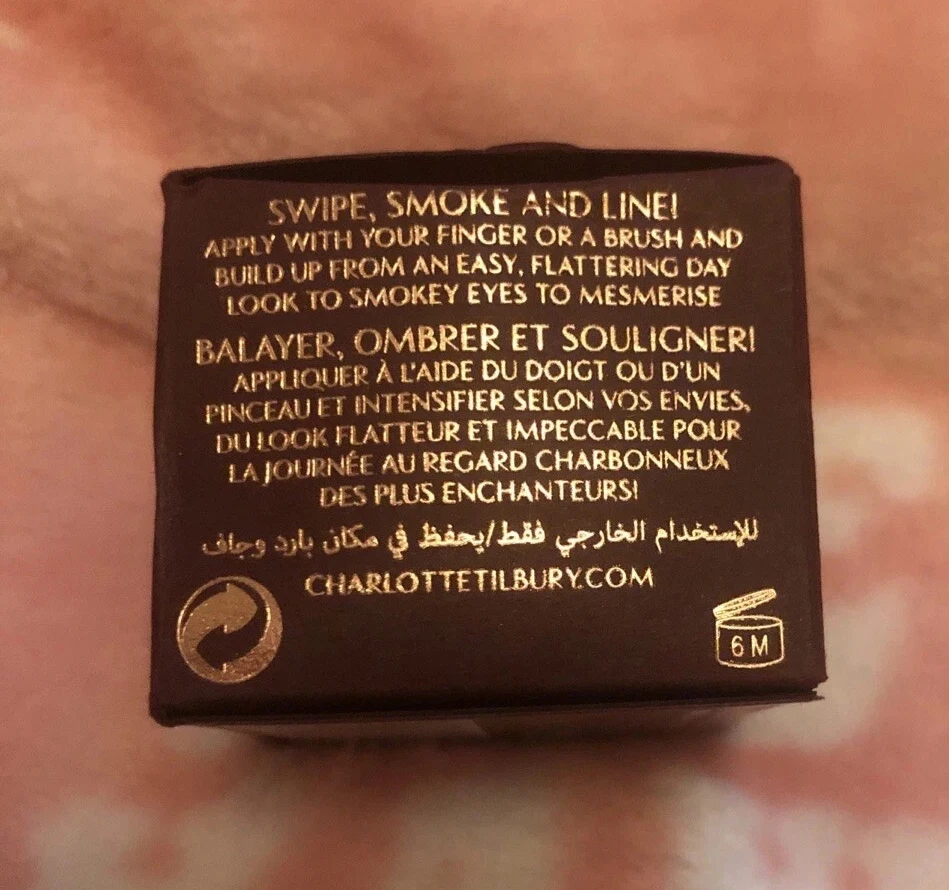 SWIPE, SMOKE AND LINE!
APPLY WITH YOUR FINGER OR A BRUSH AND
BUILD UP FROM AN EASY, FLATTERING DAY
LOOK TO SMOKEY EYES TO MESMERISE
BALAYER, OMBRER ET SOULIGNER!
APPLIQUER À L'AIDE DU DOIGT OU D'UN
PINCEAU ET INTENSIFIER SELON VOS ENVIES,
DU LOOK FLATTEUR ET IMPECCABLE POUR
LA JOURNÉE AU REGARD CHARBONNEUX
DES PLUS ENCHANTEURS!
للإستخدام الخارجي فقط/يحفظ في مكان بارد وجاف
CHARLOTTETILBURY.COM
6 M